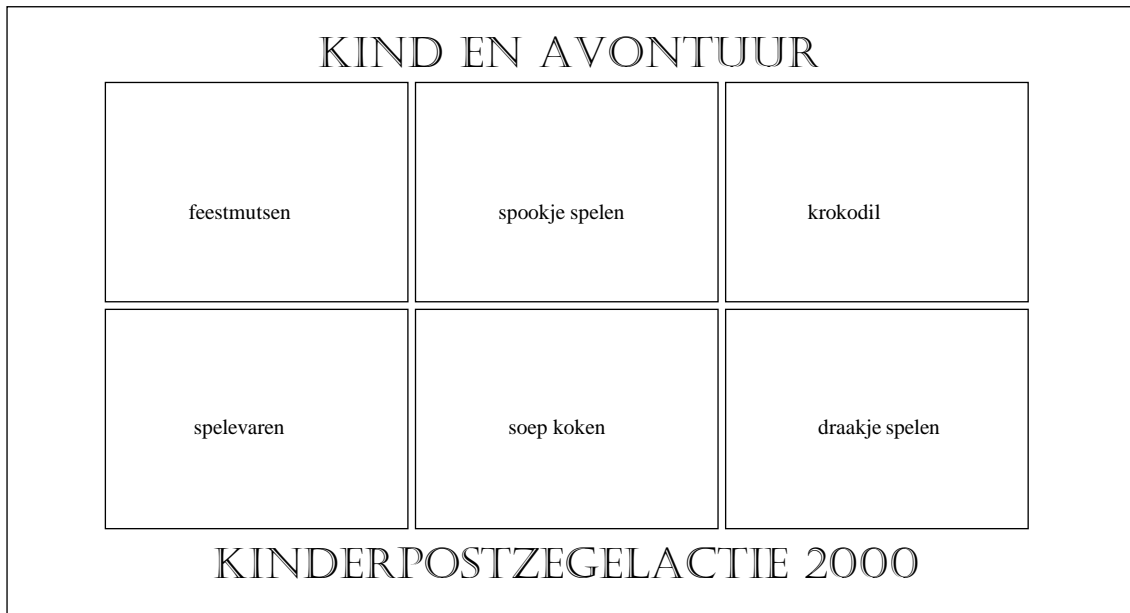 KIND EN AVONTUUR
feestmutsen spookje spelen krokodil
spelevaren soep koken draakje spelen
KINDERPOSTZEGELACTIE 2000